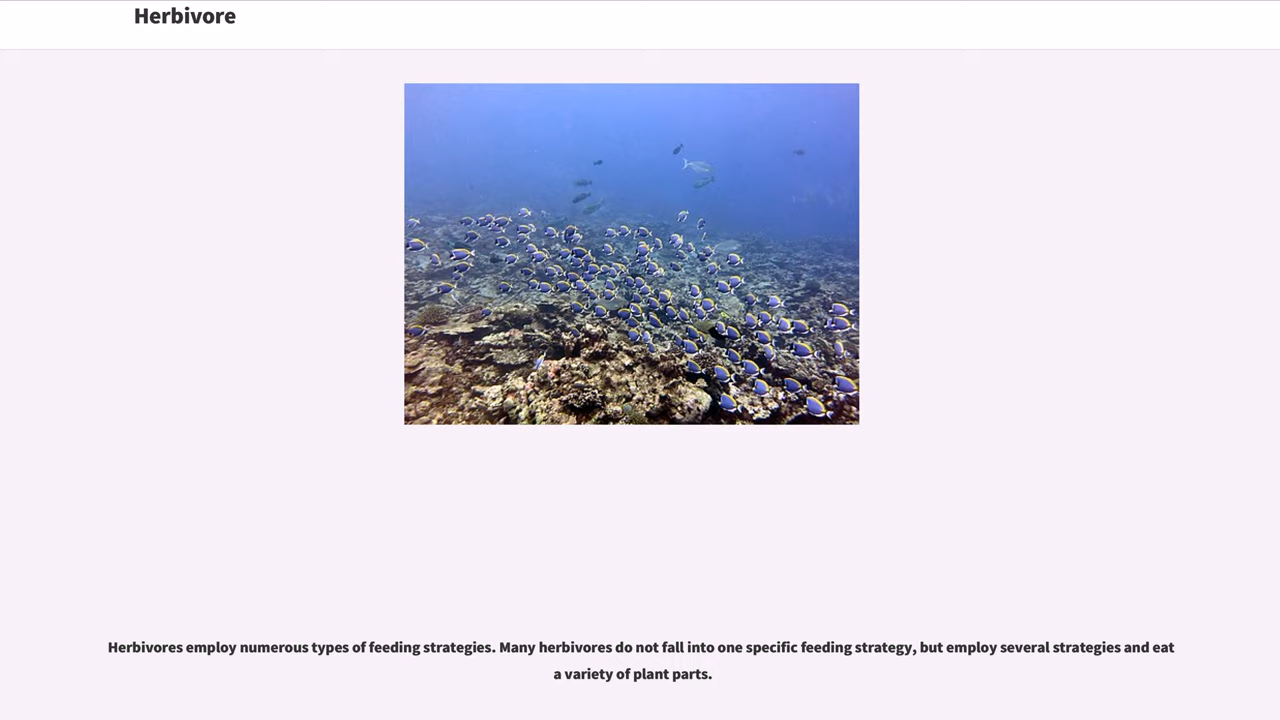 Herbivore
Herbivores employ numerous types of feeding strategies. Many herbivores do not fall into one specific feeding strategy, but employ several strategies and eat
a variety of plant parts.